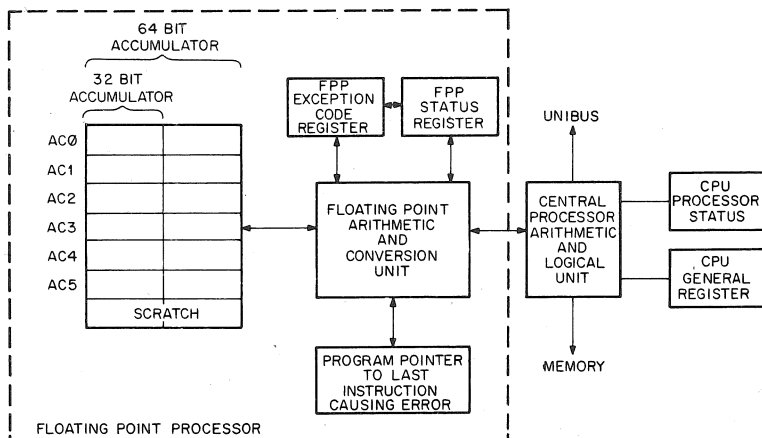 64 BIT
ACCUMULATOR
32 BIT
ACCUMULATOR
ACØ
AC1
AC2
AC3
AC4
AC5
SCRATCH
FPP
EXCEPTION
CODE
REGISTER
FPP
STATUS
REGISTER
FLOATING POINT
ARITHMETIC
AND
CONVERSION
UNIT
PROGRAM POINTER
TO LAST
INSTRUCTION
CAUSING ERROR
FLOATING POINT PROCESSOR
UNIBUS
CENTRAL
PROCESSOR
ARITHMETIC
AND
LOGICAL
UNIT
MEMORY
CPU
PROCESSOR
STATUS
CPU
GENERAL
REGISTER